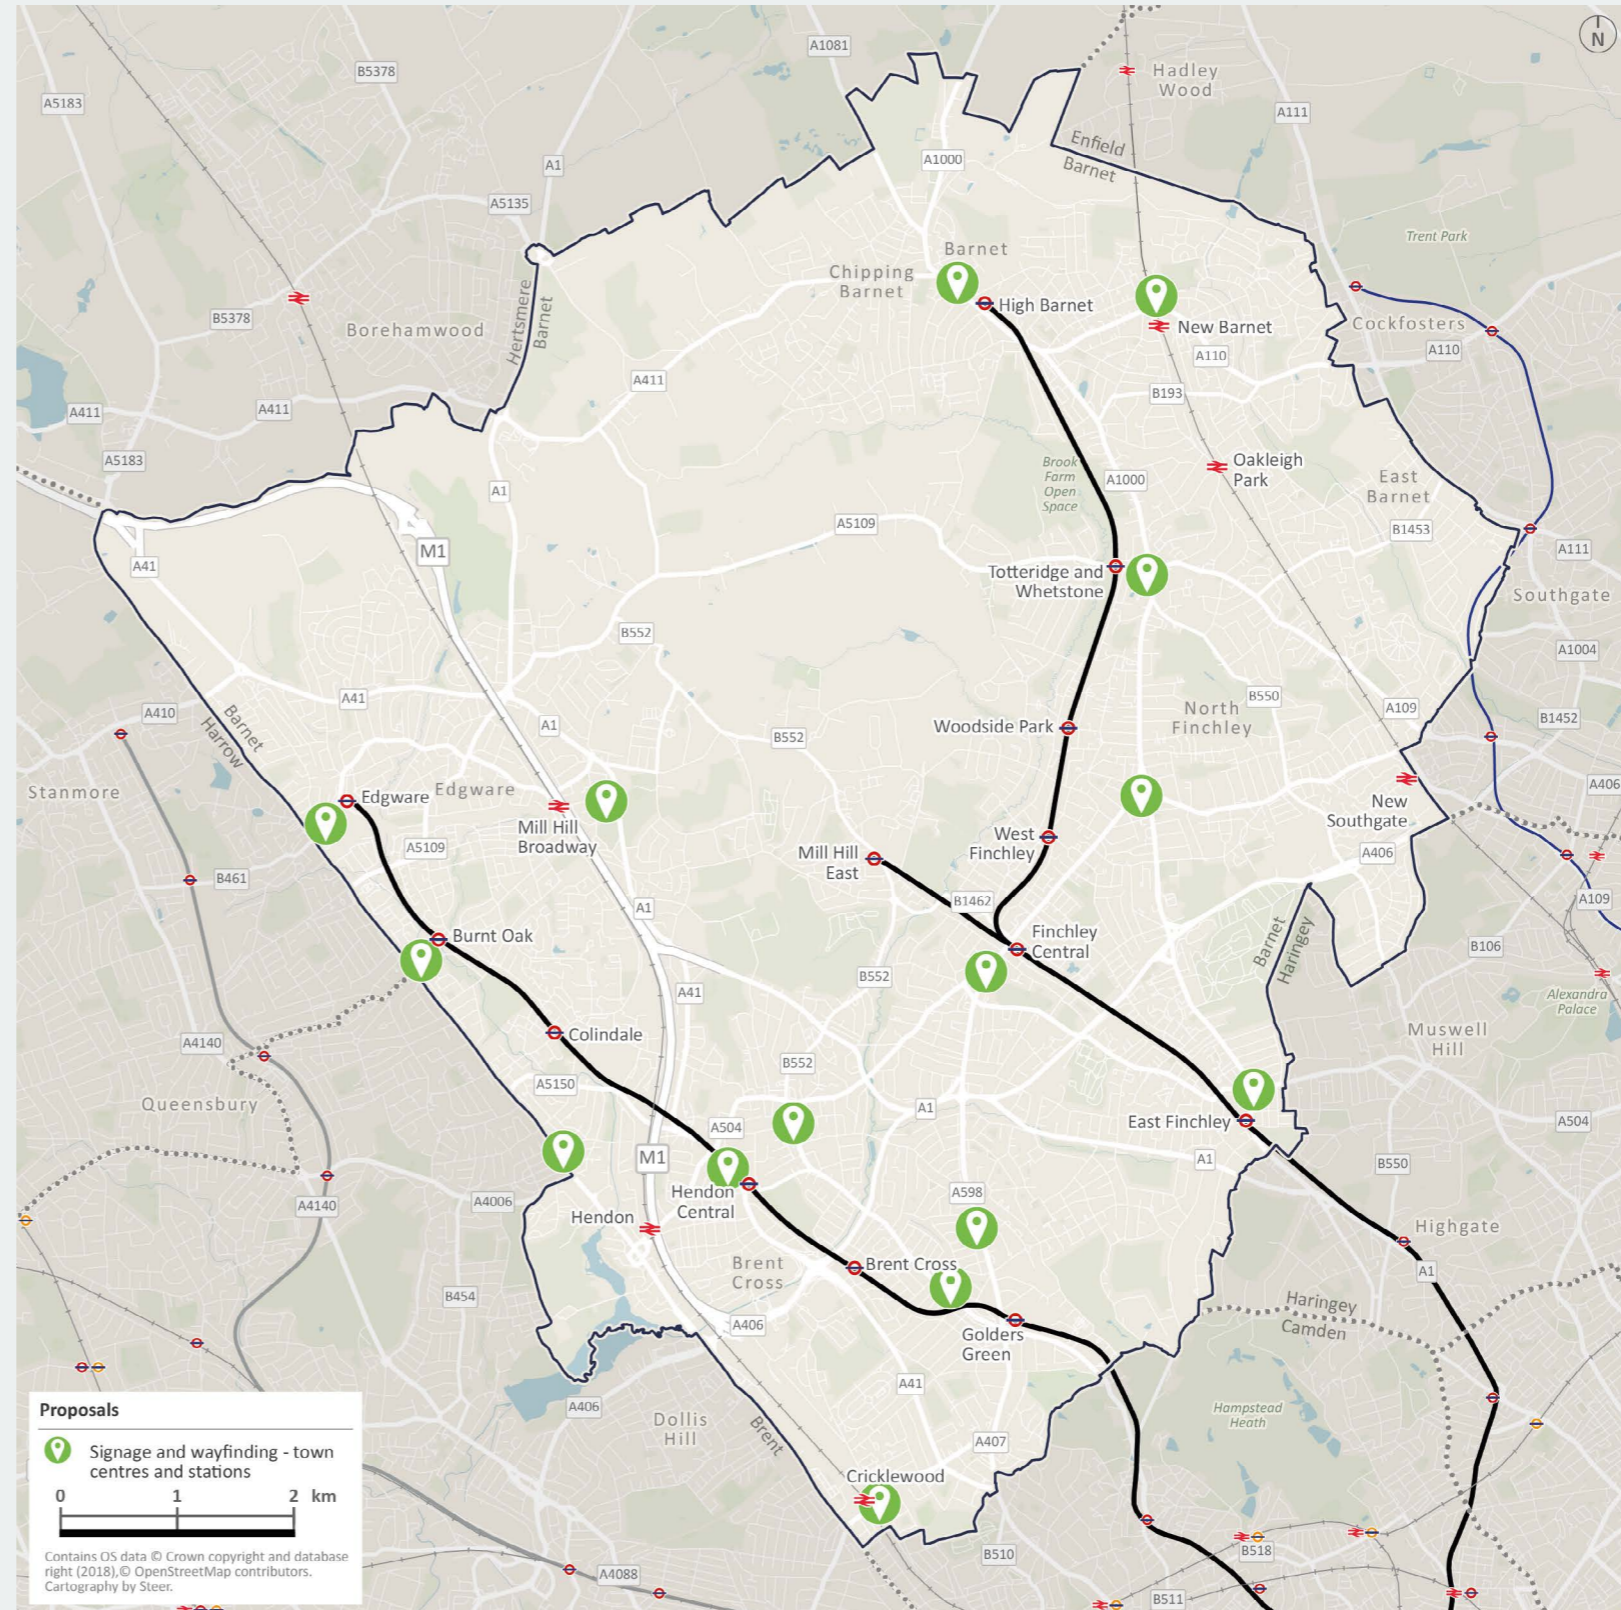 N
A1081
B5378
Hadley
Wood
A5183
A111
Enfield
Barnet
A1000
A1
A5135
Trent Park
Barnet
Chipping
Barnet
High Barnet
Hertsmere
Barnet
B5378
Borehamwood
New Barnet
Cockfosters
A110
A110
A411
B193
A411
A411
A5183
Brook
Farm
Open
Space
A1000
Oakleigh
Park
East
Barnet
A1
A5109
B1453
M1
A111
A41
Totteridge and
Whetstone
Southgate
B552
A1004
A41
A410
Barnet
Harrow
A1
B552
Woodside Park
North
Finchley
B550
A109
B1452
Stanmore
Edgware
Edgware
A406
Mill Hill
Broadway
New
Southgate
A5109
West
Finchley
Mill Hill
East
A406
B461
B1462
A1
A109
Burnt Oak
Finchley
Central
Barnet
Haringey
B106
B552
A41
Alexandra
Palace
Colindale
A4140
Muswell
Hill
B552
A5150
Queensbury
A1
East Finchley
A504
A504
M1
A1
B550
Hendon
Central
A4006
A598
A4140
Hendon
Highgate
Brent
Cross
Brent Cross
A1
B454
Haringey
Camden
A406
Golders
Green
A41
A406
Hampstead
Heath
Dollis
Hill
Brent
A407
Cricklewood
B510
B518
A4088
B511
Proposals
Signage and wayfinding - town
centres and stations
0 1 2 km
Contains OS data © Crown copyright and database
right (2018),© OpenStreetMap contributors.
Cartography by Steer.